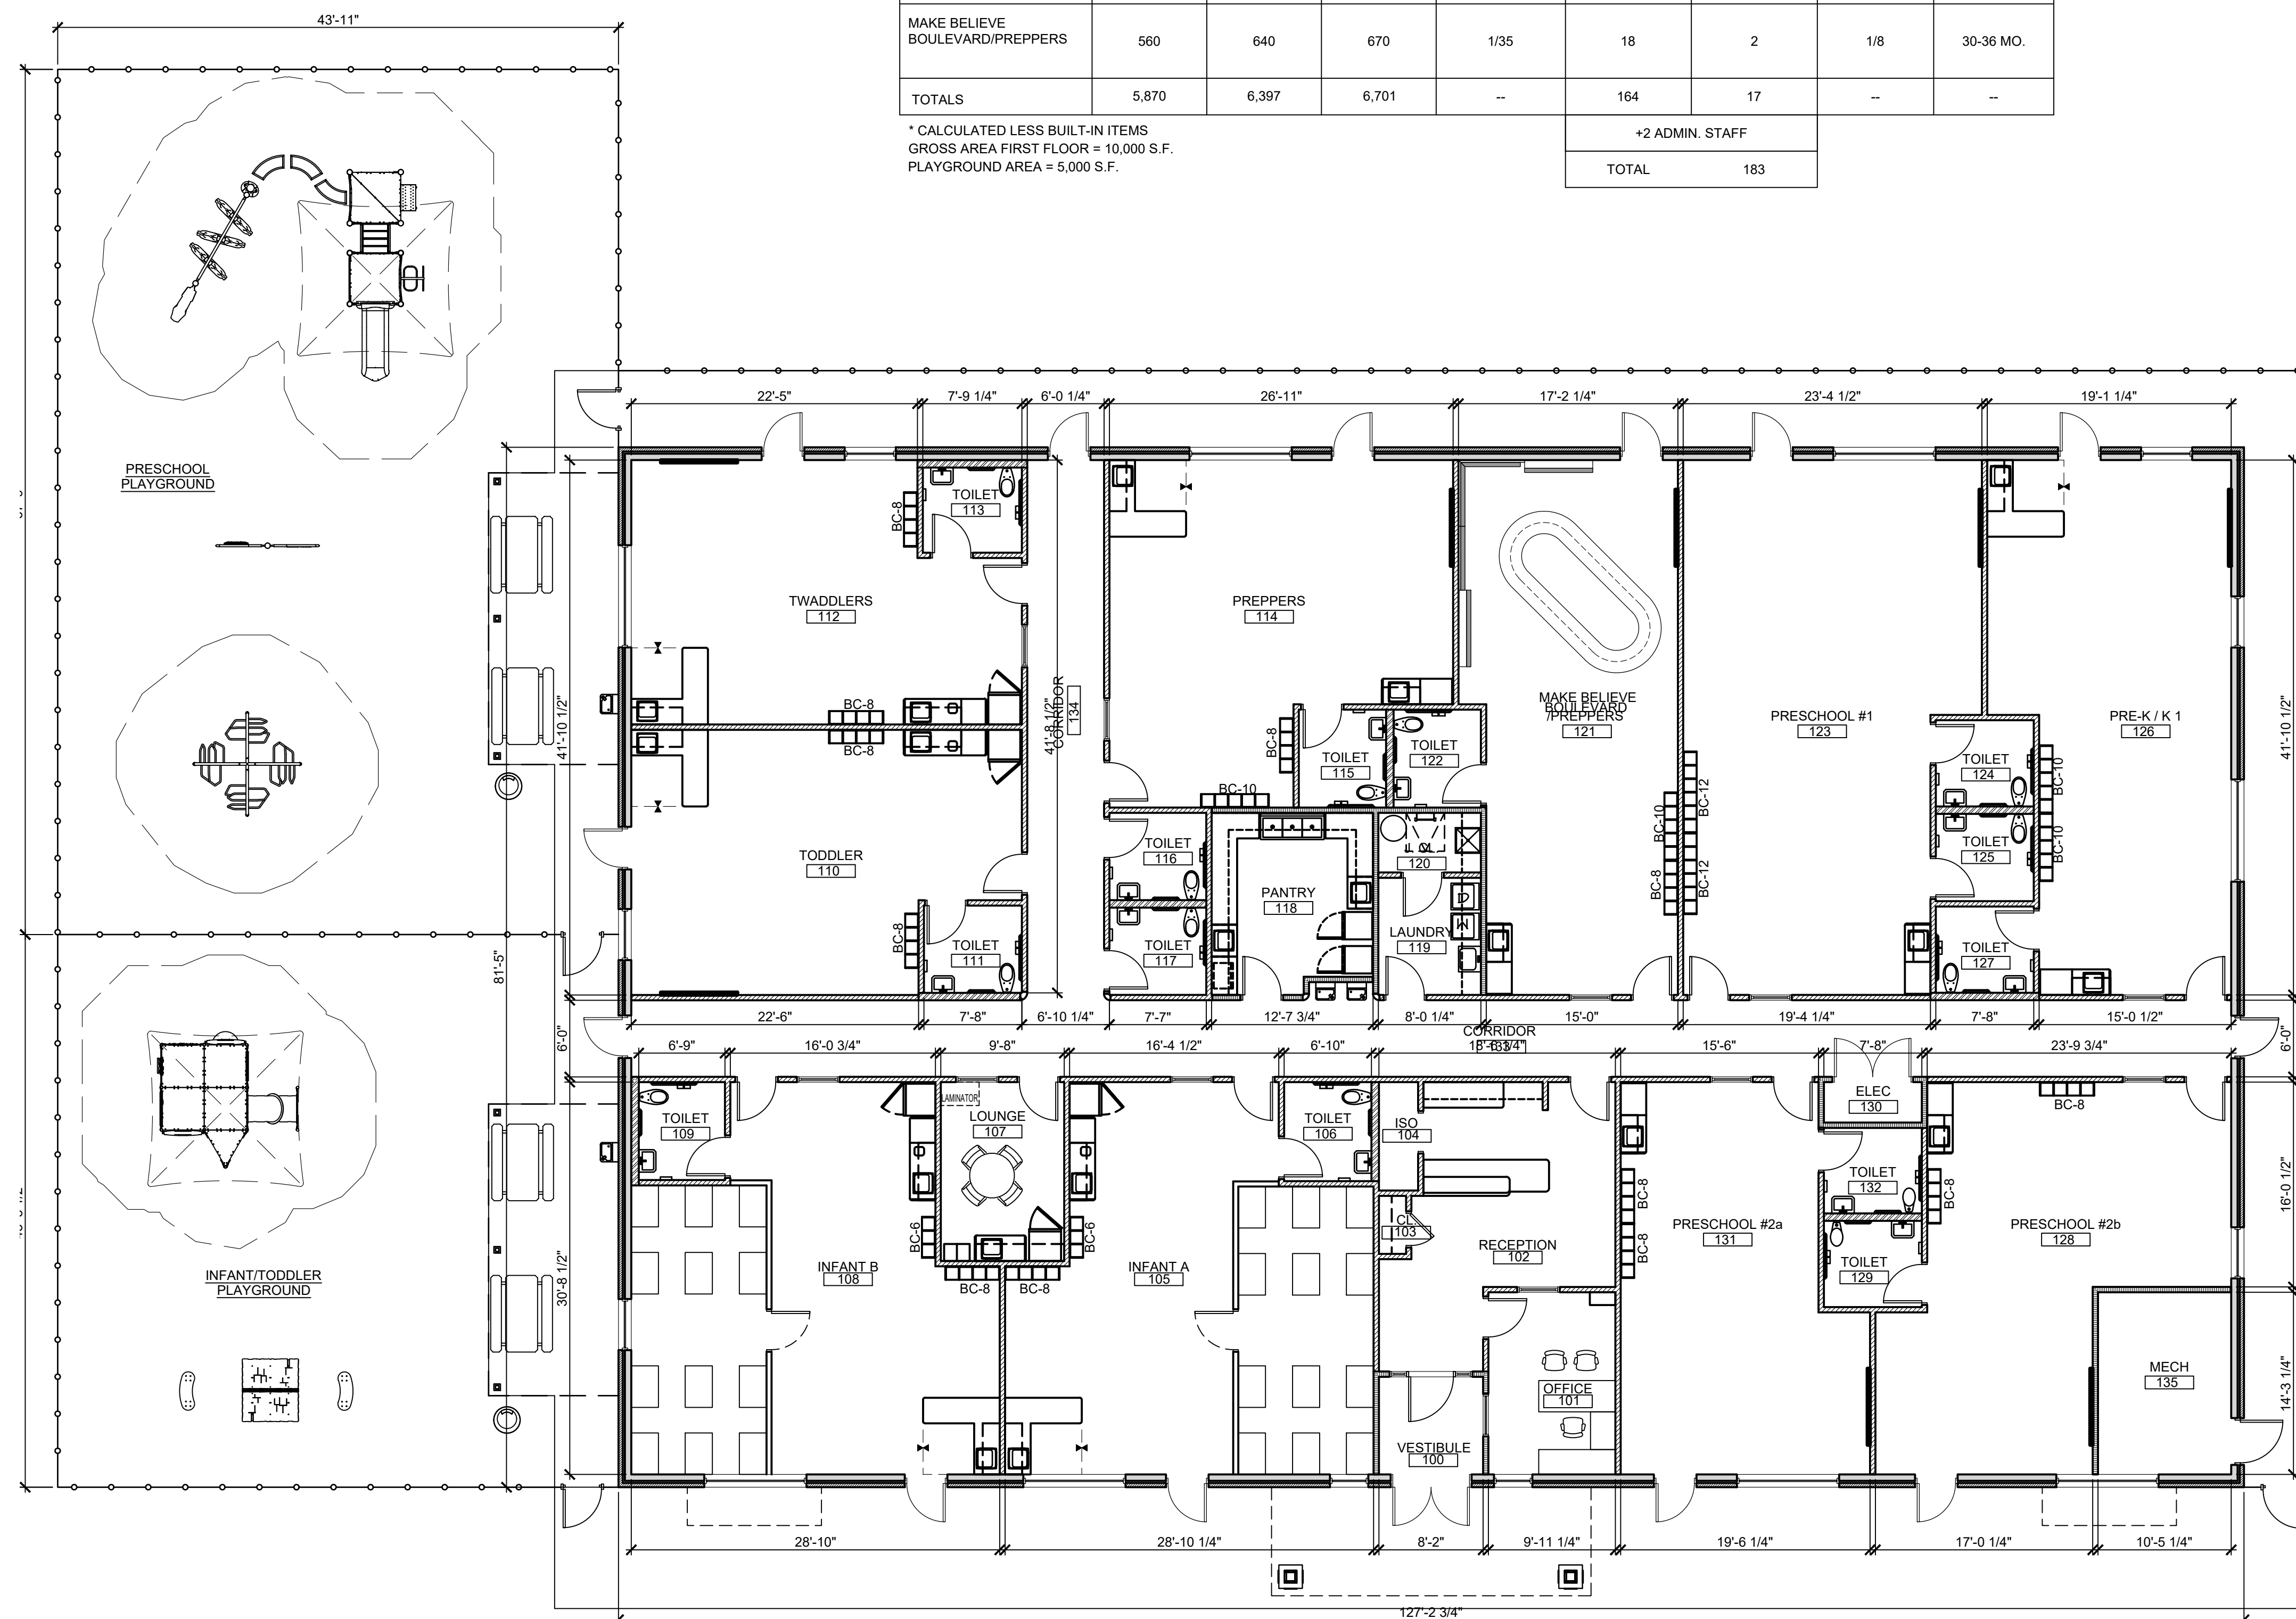 43'-11"
MAKE BELIEVE
BOULEVARD/PREPPERS 560 640 670 1/35 18 2 1/8 30-36 MO.
TOTALS 5,870 6,397 6,701 -- 164 17 -- --
* CALCULATED LESS BUILT-IN ITEMS
GROSS AREA FIRST FLOOR = 10,000 S.F.
PLAYGROUND AREA = 5,000 S.F.
+2 ADMIN. STAFF
TOTAL 183
22'-5" 7'-9 1/4" 6'-0 1/4" 26'-11" 17'-2 1/4" 23'-4 1/2" 19'-1 1/4"
PRESCHOOL
PLAYGROUND
TOILET
113
BC-8
TWADDLERS
112
PREPPERS
114
BC-8
BC-8
41'-10 1/2"
41'-8 1/2"
CORRIDOR
134
MAKE BELIEVE
BOULEVARD
/PREPPERS
121
PRESCHOOL #1
123
PRE-K / K 1
126
41'-10 1/2"
BC-8
TOILET
115
TOILET
122
TOILET
124
BC-10
BC-10
BC-10
BC-12
TOILET
116
120
TOILET
125
BC-10
TODDLER
110
PANTRY
118
BC-8
BC-12
BC-8
TOILET
111
TOILET
117
LAUNDRY
119
D
W
TOILET
127
81'-5"
22'-6" 7'-8" 6'-10 1/4" 7'-7" 12'-7 3/4" 8'-0 1/4" 15'-0" 19'-4 1/4" 7'-8" 15'-0 1/2"
CORRIDOR
133
6'-0"
6'-0"
6'-9" 16'-0 3/4" 9'-8" 16'-4 1/2" 6'-10" 15'-6" 7'-8" 23'-9 3/4"
LAMINATOR
TOILET
109
LOUNGE
107
TOILET
106
ISO
104
ELEC
130
BC-8
TOILET
132
BC-8
BC-8
BC-8
16'-0 1/2"
BC-6
BC-6
CL
103
RECEPTION
102
PRESCHOOL #2a
131
PRESCHOOL #2b
128
TOILET
129
INFANT/TODDLER
PLAYGROUND
30'-8 1/2"
INFANT B
108
INFANT A
105
BC-8
BC-8
MECH
135
14'-3 1/4"
OFFICE
101
VESTIBULE
100
28'-10" 28'-10 1/4" 8'-2" 9'-11 1/4" 19'-6 1/4" 17'-0 1/4" 10'-5 1/4"
127'-2 3/4"